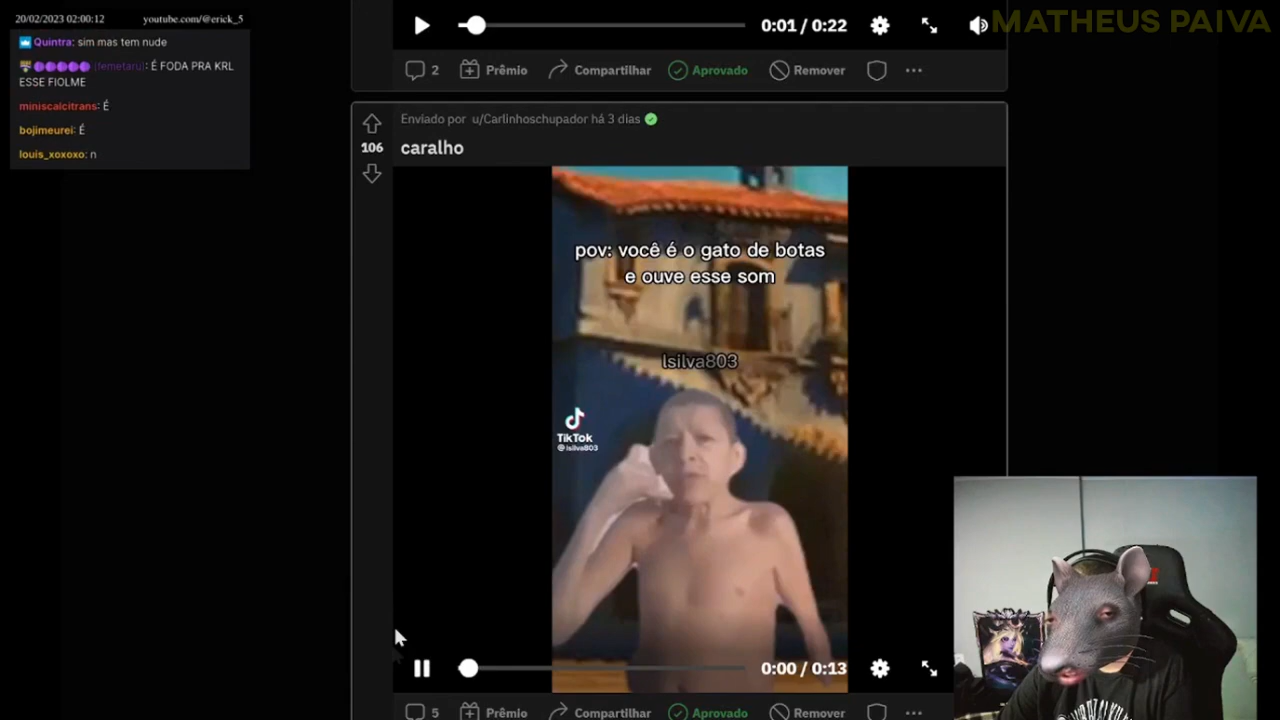 20/02/2023 02:00:12
youtube.com/@erick_5
Quintra: sim mas tem nude
(femetaru): É FODA PRA KRL
ESSE FIOLME
miniscalcitrans: É
bojimeurei: É
louis_xoxoxo: n
0:01 / 0:22
MATHEUS PAIVA
2 Prêmio Compartilhar Aprovado Remover
Enviado por u/Carlinhoschupador há 3 dias
106
caralho
pov: você é o gato de botas
e ouve esse som
lsilva803
TikTok
@lsilva803
0:00 / 0:13
5 Prêmio Compartilhar Aprovado Remover